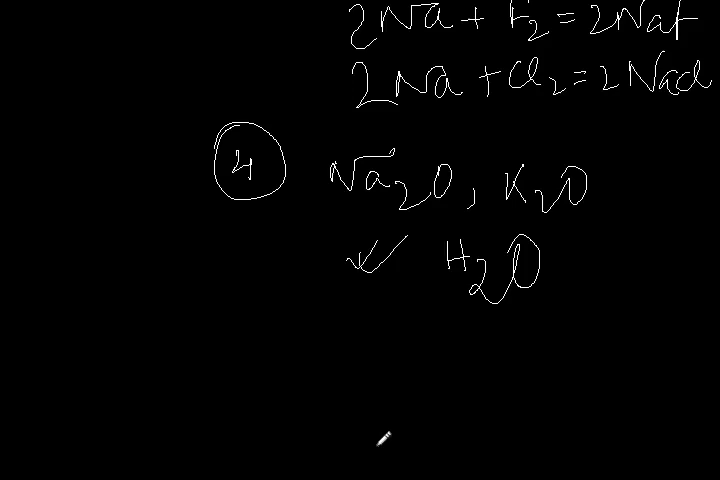 2Na + F2 = 2NaF
2Na + Cl2 = 2NaCl
4 Na2O, K2O
✓ H2O